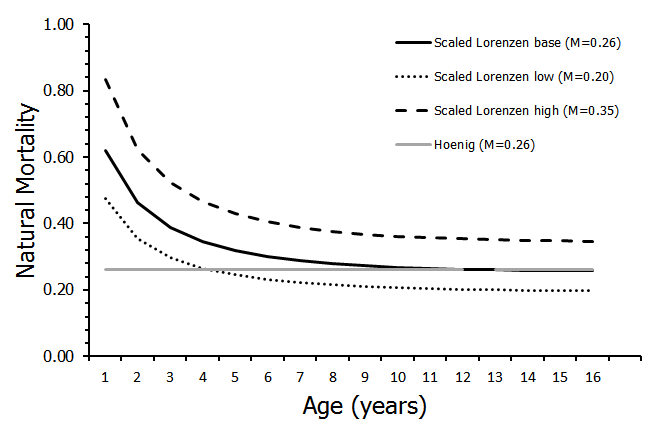 1.00
0.80
0.60
0.40
0.20
0.00
Natural Mortality
Scaled Lorenzen base (M=0.26)
Scaled Lorenzen low (M=0.20)
Scaled Lorenzen high (M=0.35)
Hoenig (M=0.26)
1 2 3 4 5 6 7 8 9 10 11 12 13 14 15 16
Age (years)